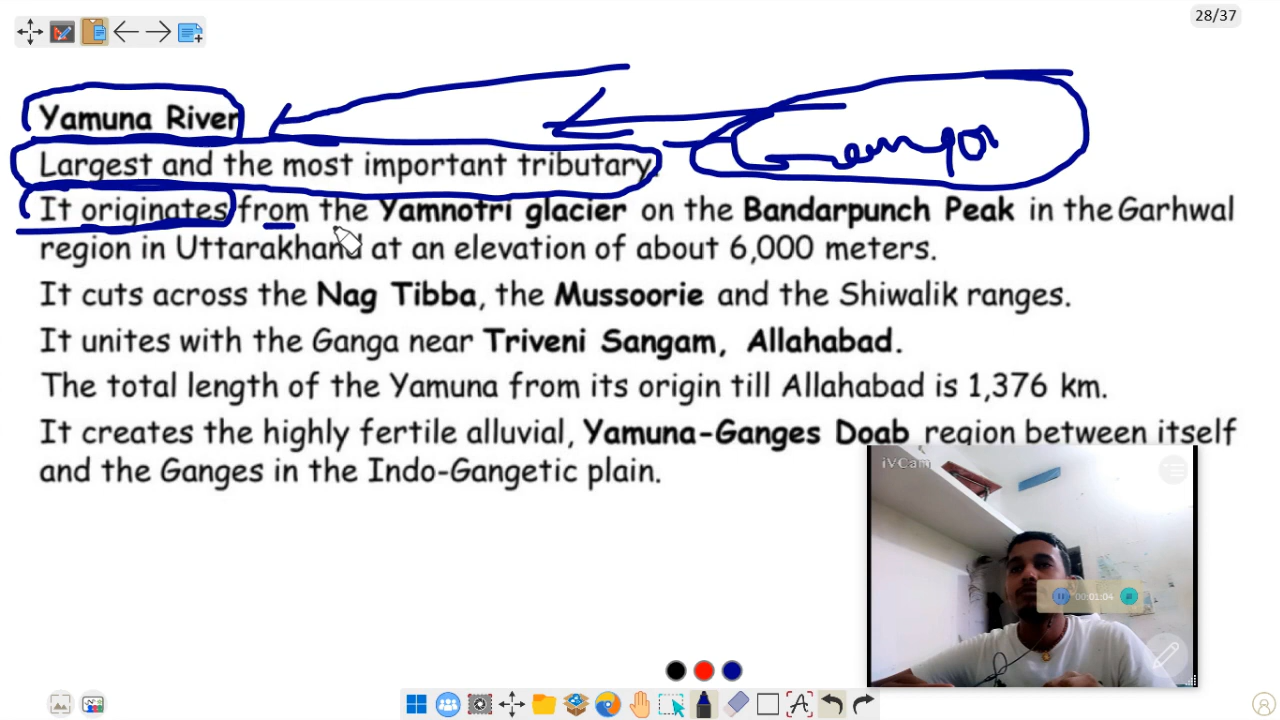 28/37
Yamuna River
Largest and the most important tributary.
Ganga
It originates from the Yamnotri glacier on the Bandarpunch Peak in the Garhwal
region in Uttarakhand at an elevation of about 6,000 meters.
It cuts across the Nag Tibba, the Mussoorie and the Shiwalik ranges.
It unites with the Ganga near Triveni Sangam, Allahabad.
The total length of the Yamuna from its origin till Allahabad is 1,376 km.
It creates the highly fertile alluvial, Yamuna-Ganges Doab region between itself
and the Ganges in the Indo-Gangetic plain.
iVCam
00:01:04